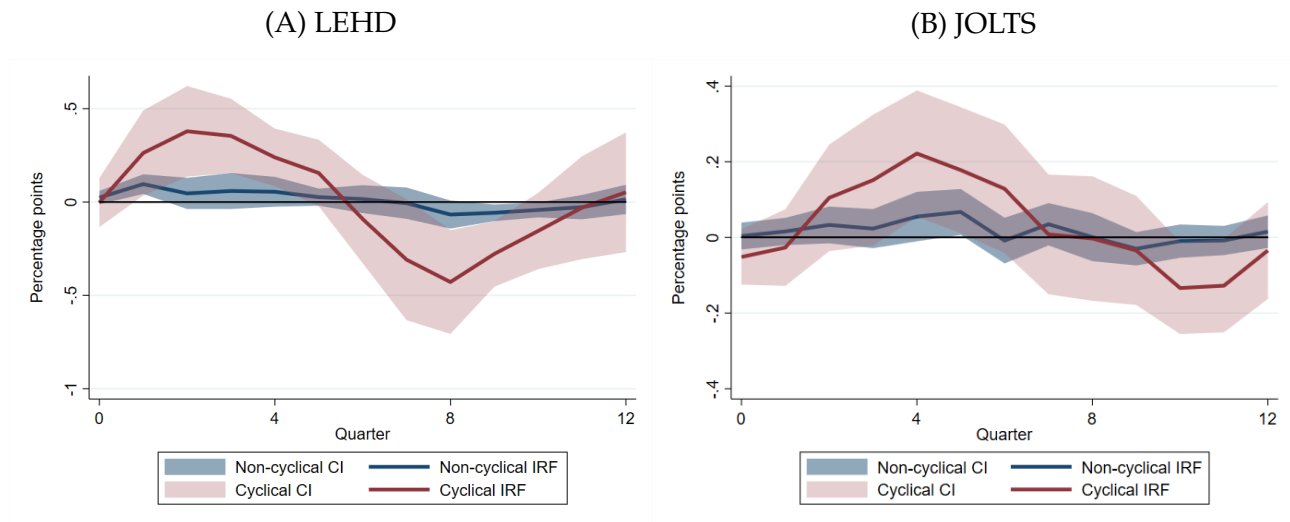 (A) LEHD
Percentage points
.5
0
-.5
-1
0 4 8 12
Quarter
Non-cyclical CI Non-cyclical IRF
Cyclical CI Cyclical IRF
(B) JOLTS
Percentage points
.4
.2
0
-.2
-.4
0 4 8 12
Quarter
Non-cyclical CI Non-cyclical IRF
Cyclical CI Cyclical IRF